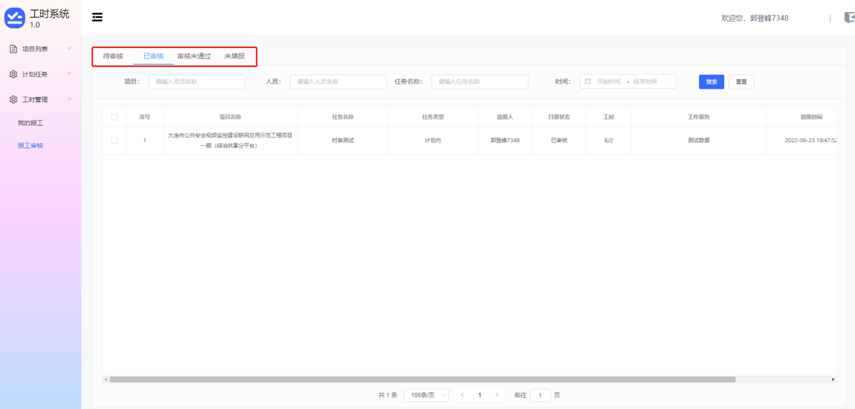 工时系统
1.0
欢迎您，郭登峰7348
项目列表
计划任务
工时管理
我的报工
报工审核
待审核 已审核 审核未通过 未填报
项目： 请输入项目名称 人员： 请输入人员名称 任务名称： 请输入任务名称 时间： 开始时间 - 结束时间 搜索 重置
序号 项目名称 任务名称 任务类型 填报人 日报状态 工时 工作报告 填报时间
1 大连市公共安全视频监控建设联网应用示范工程项目一期（综治共享分平台） 时春测试 计划内 郭登峰7348 已审核 8/2 测试数据 2022-06-23 18:47:52
共 1 条 100条/页 1 前往 1 页